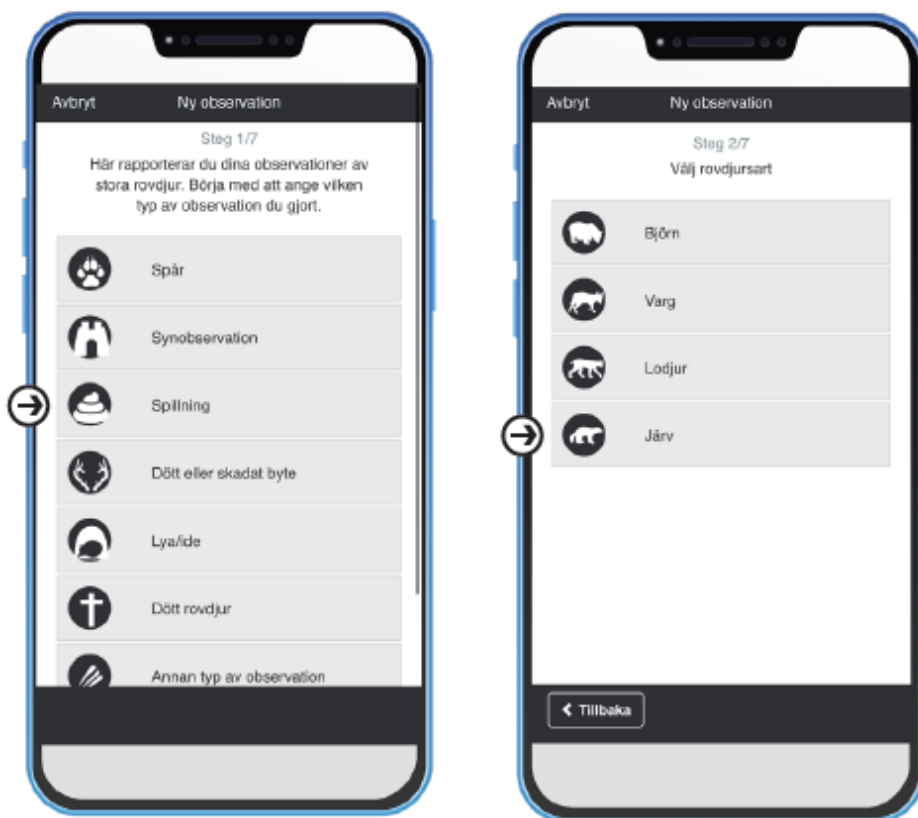 Avbryt Ny observation
Steg 1/7
Här rapporterar du dina observationer av
stora rovdjur. Börja med att ange vilken
typ av observation du gjort.
Spår
Synobservation
Spillning
Dött eller skadat byte
Lya/ide
Dött rovdjur
Annan typ av observation
Avbryt Ny observation
Steg 2/7
Välj rovdjursart
Björn
Varg
Lodjur
Järv
Tillbaka